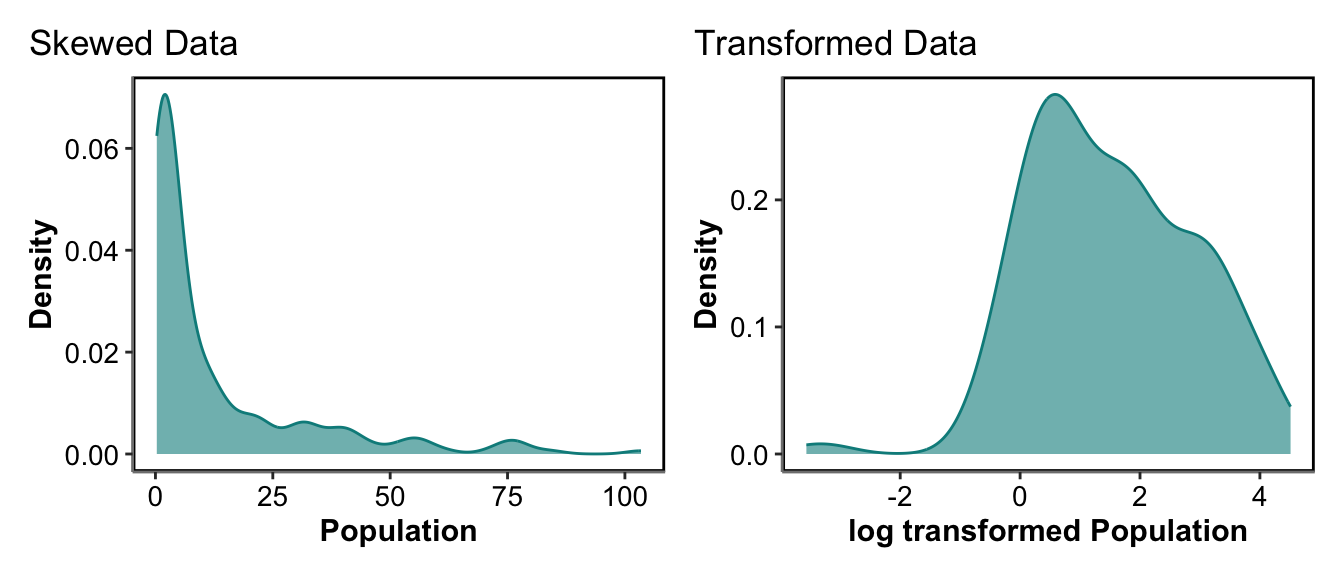 Skewed Data
Density
0.06
0.04
0.02
0.00
0 25 50 75 100
Population
Transformed Data
Density
0.2
0.1
0.0
-2 0 2 4
log transformed Population